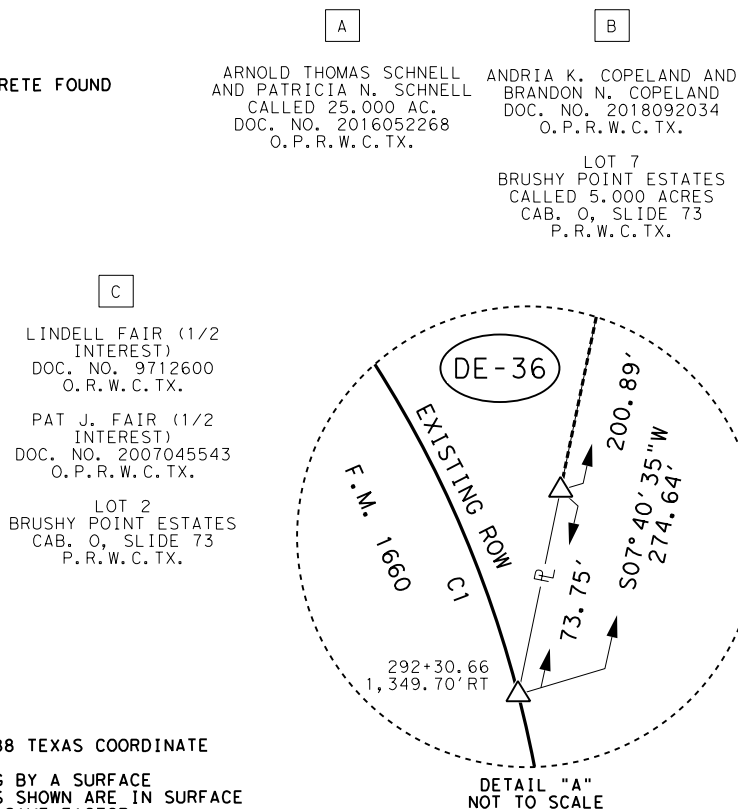 A
ARNOLD THOMAS SCHNELL
AND PATRICIA N. SCHNELL
CALLED 25.000 AC.
DOC. NO. 2016052268
O.P.R.W.C.TX.
B
ANDRIA K. COPELAND AND
BRANDON N. COPELAND
DOC. NO. 2018092034
O.P.R.W.C.TX.
LOT 7
BRUSHY POINT ESTATES
CALLED 5.000 ACRES
CAB. O, SLIDE 73
P.R.W.C.TX.
RETE FOUND
C
LINDELL FAIR (1/2
INTEREST)
DOC. NO. 9712600
O.R.W.C.TX.
PAT J. FAIR (1/2
INTEREST)
DOC. NO. 2007045543
O.P.R.W.C.TX.
LOT 2
BRUSHY POINT ESTATES
CAB. O, SLIDE 73
P.R.W.C.TX.
DE-36
EXISTING ROW
F.M. 1660
C1
200.89'
S07°40'35"W
274.64'
73.75'
PL
292+30.66
1,349.70'RT
DETAIL "A"
NOT TO SCALE
88 TEXAS COORDINATE
G BY A SURFACE
S SHOWN ARE IN SURFACE